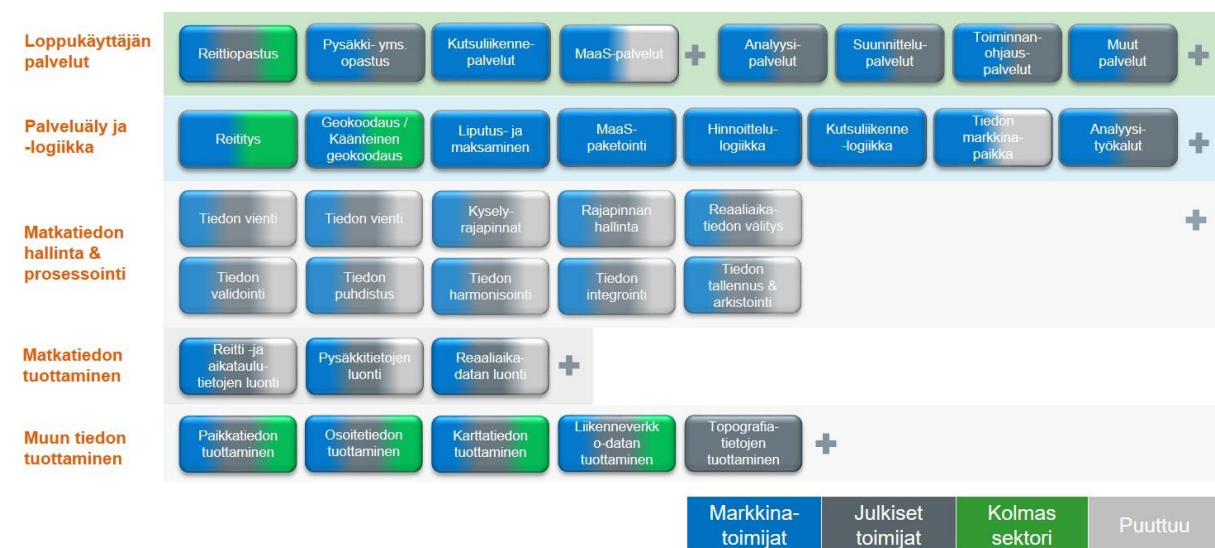 Loppukäyttäjän
palvelut
Reittiopastus
Pysäkki- yms.
opastus
Kutsuliikenne-
palvelut
MaaS-palvelut
Analyysi-
palvelut
Suunnittelu-
palvelut
Toiminnan-
ohjaus-
palvelut
Muut
palvelut
Palveluäly ja
-logiikka
Reititys
Geokoodaus /
Käänteinen
geokoodaus
Liputus- ja
maksaminen
MaaS-
paketointi
Hinnoittelu-
logiikka
Kutsuliikenne
-logiikka
Tiedon
markkina-
paikka
Analyysi-
työkalut
Matkatiedon
hallinta &
prosessointi
Tiedon vienti
Tiedon vienti
Kysely-
rajapinnat
Rajapinnan
hallinta
Reaaliaika-
tiedon välitys
Tiedon
validointi
Tiedon
puhdistus
Tiedon
harmonisointi
Tiedon
integrointi
Tiedon
tallennus &
arkistointi
Matkatiedon
tuottaminen
Reitti -ja
aikataulu-
tietojen luonti
Pysäkkitietojen
luonti
Reaaliaika-
datan luonti
Muun tiedon
tuottaminen
Paikkatiedon
tuottaminen
Osoitetiedon
tuottaminen
Karttatiedon
tuottaminen
Liikenneverkk
o-datan
tuottaminen
Topografia-
tietojen
tuottaminen
Markkina-
toimijat
Julkiset
toimijat
Kolmas
sektori
Puuttuu